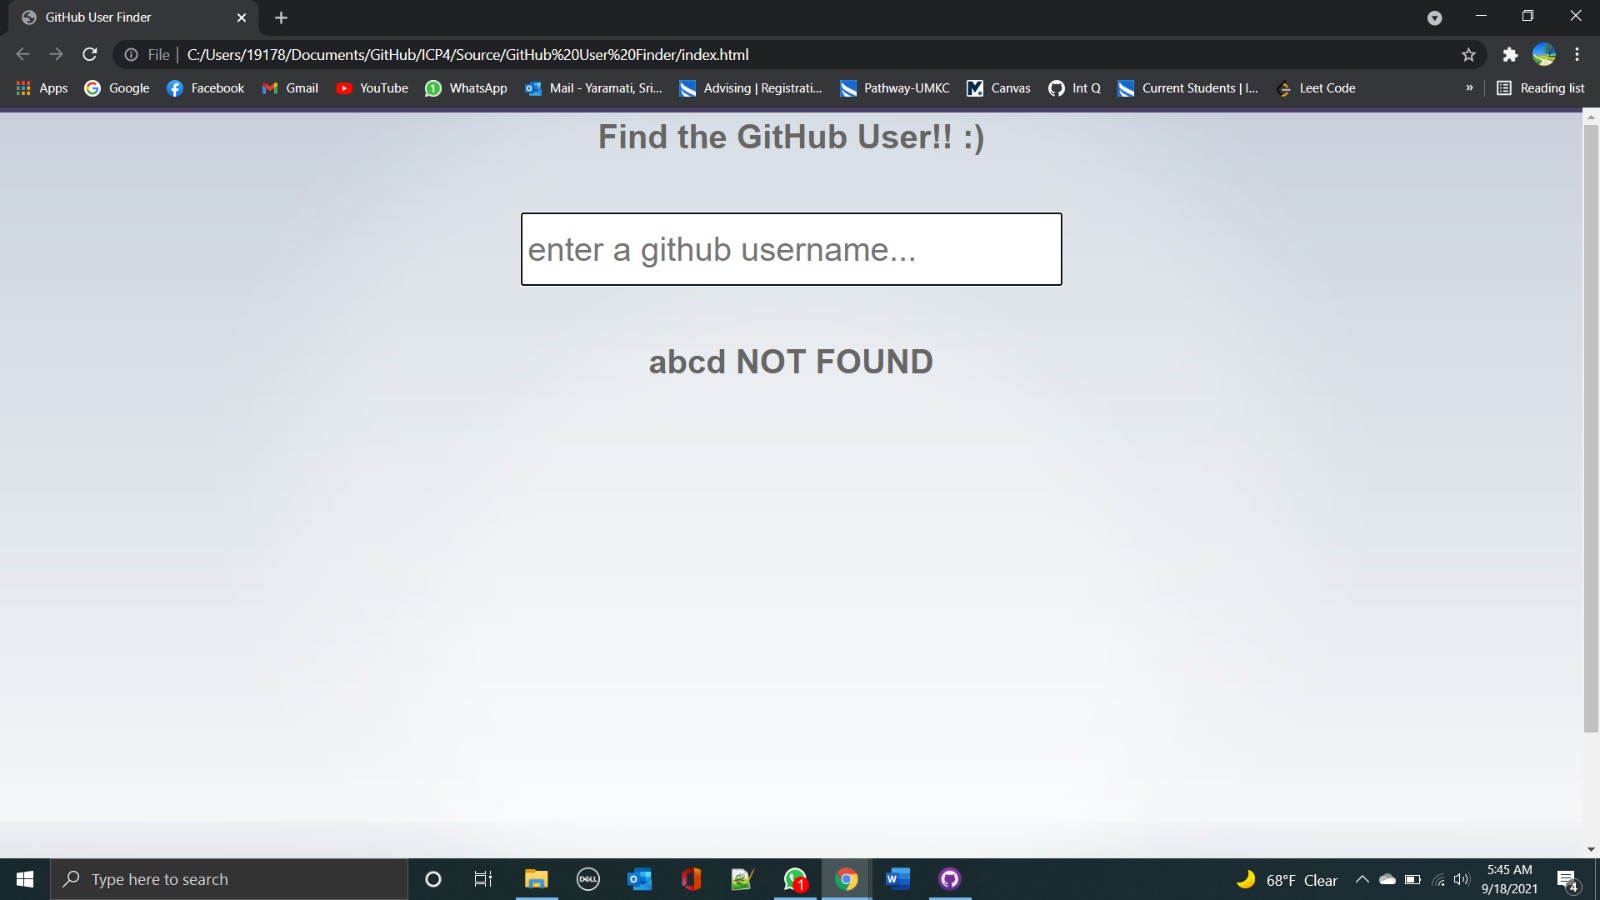 GitHub User Finder
File | C:/Users/19178/Documents/GitHub/ICP4/Source/GitHub%20User%20Finder/index.html
Apps Google Facebook Gmail YouTube WhatsApp Mail - Yaramati, Sri... Advising | Registrati... Pathway-UMKC Canvas Int Q Current Students | I... Leet Code » Reading list
Find the GitHub User!! :)
enter a github username...
abcd NOT FOUND
Type here to search
DELL
1
68°F Clear
5:45 AM
9/18/2021
4